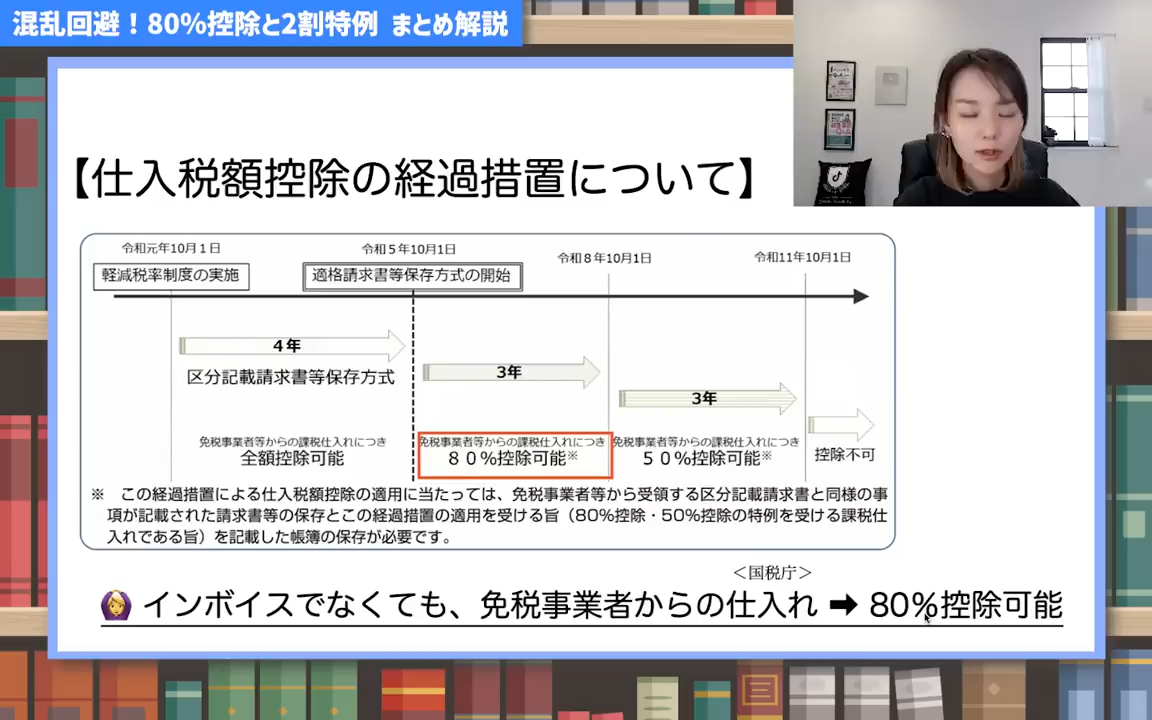 混乱回避！80%控除と2割特例 まとめ解説
【仕入税額控除の経過措置について】
令和元年10月１日
令和５年10月1日
令和８年10月1日
令和11年10月1日
軽減税率制度の実施
適格請求書等保存方式の開始
４年
区分記載請求書等保存方式
3年
3年
免税事業者等からの課税仕入れにつき
全額控除可能
免税事業者等からの課税仕入れにつき
８０%控除可能※
免税事業者等からの課税仕入れにつき
５０%控除可能※
控除不可
※　この経過措置による仕入税額控除の適用に当たっては、免税事業者等から受領する区分記載請求書と同様の事
項が記載された請求書等の保存とこの経過措置の適用を受ける旨（80%控除・50%控除の特例を受ける課税仕
入れである旨）を記載した帳簿の保存が必要です。
＜国税庁＞
インボイスでなくても、免税事業者からの仕入れ ➡ 80%控除可能